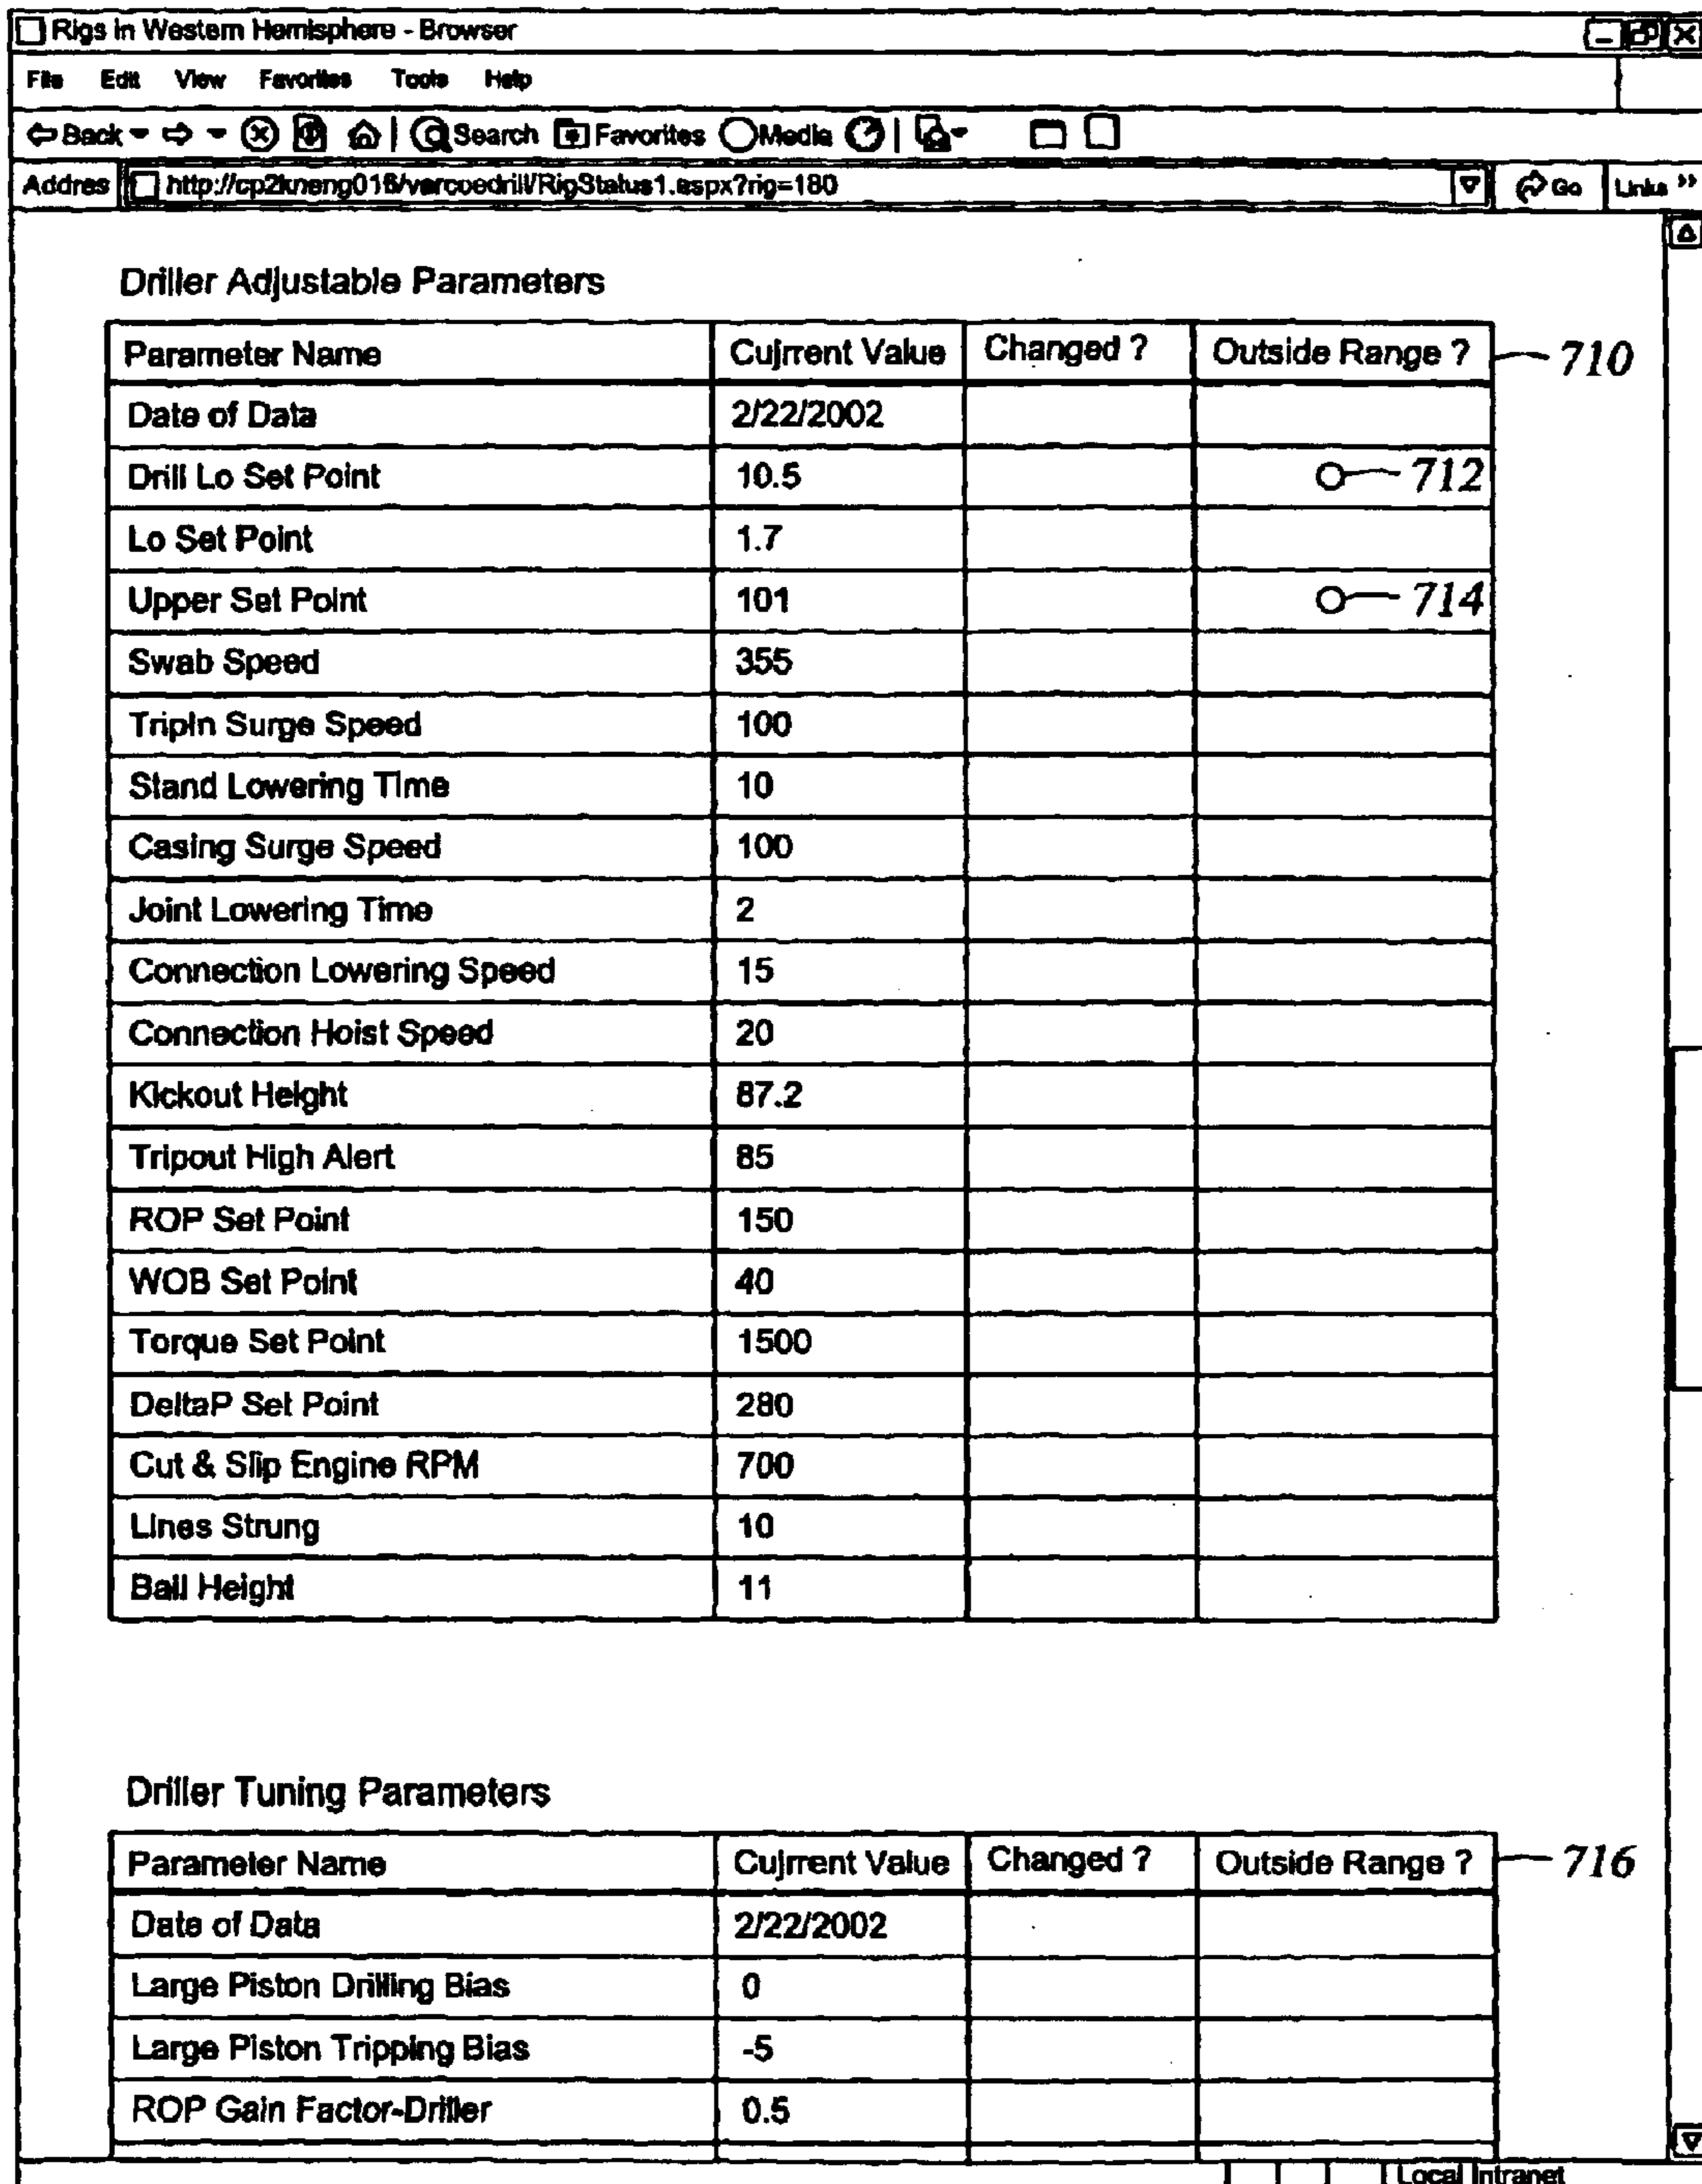 Rigs in Western Hemisphere - Browser
File Edit View Favorites Tools Help
Back Search Favorites Media
Addres http://cp2kneng016/varcoedrill/RigStatus1.aspx?rig=180 Go Links >>
Driller Adjustable Parameters
Parameter Name Cujrrent Value Changed ? Outside Range ? 710
Date of Data 2/22/2002
Drill Lo Set Point 10.5 712
Lo Set Point 1.7
Upper Set Point 101 714
Swab Speed 355
TripIn Surge Speed 100
Stand Lowering Time 10
Casing Surge Speed 100
Joint Lowering Time 2
Connection Lowering Speed 15
Connection Hoist Speed 20
Kickout Height 87.2
Tripout High Alert 85
ROP Set Point 150
WOB Set Point 40
Torque Set Point 1500
DeltaP Set Point 280
Cut & Slip Engine RPM 700
Lines Strung 10
Bail Height 11
Driller Tuning Parameters
Parameter Name Cujrrent Value Changed ? Outside Range ? 716
Date of Data 2/22/2002
Large Piston Drilling Bias 0
Large Piston Tripping Bias -5
ROP Gain Factor-Driller 0.5
Local Intranet